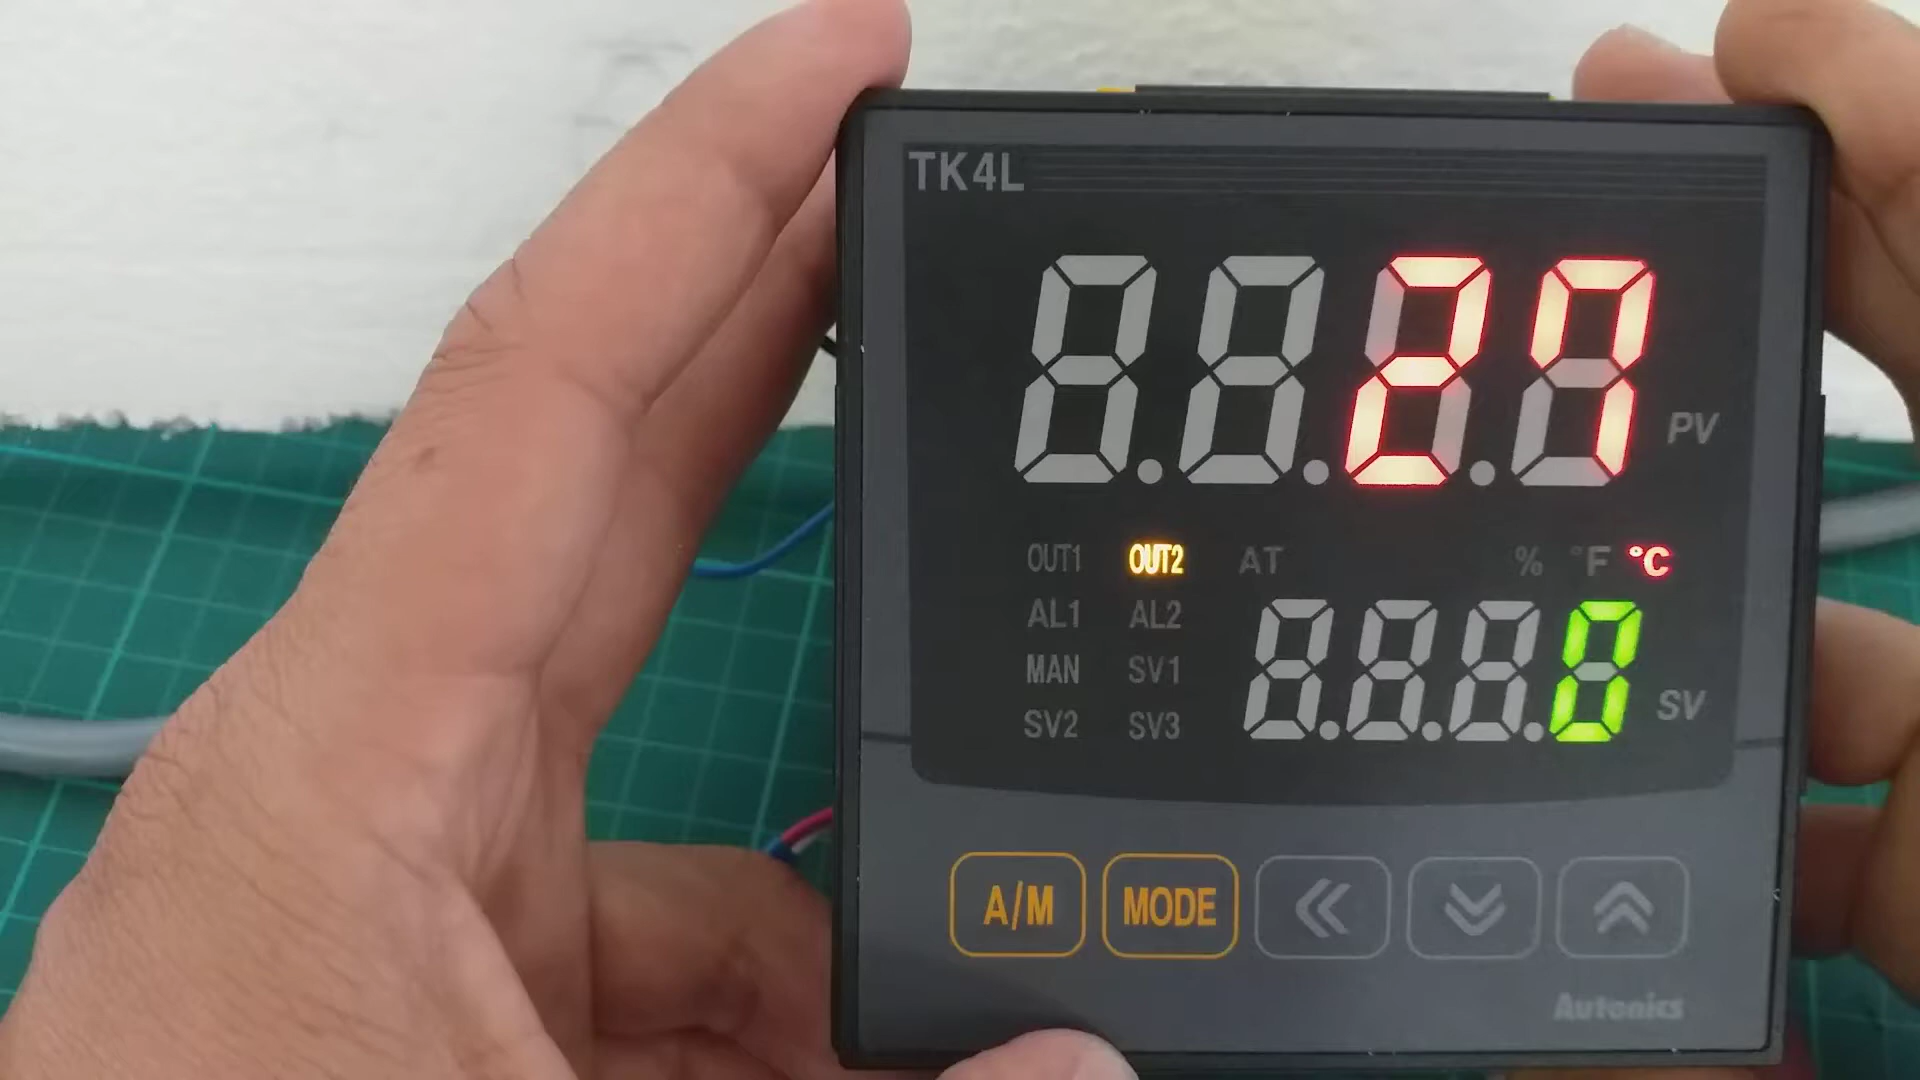 TK4L
27 PV
OUT1 OUT2 AT % °F °C
AL1 AL2
MAN SV1
0 SV
SV2 SV3
A/M MODE
Autonics